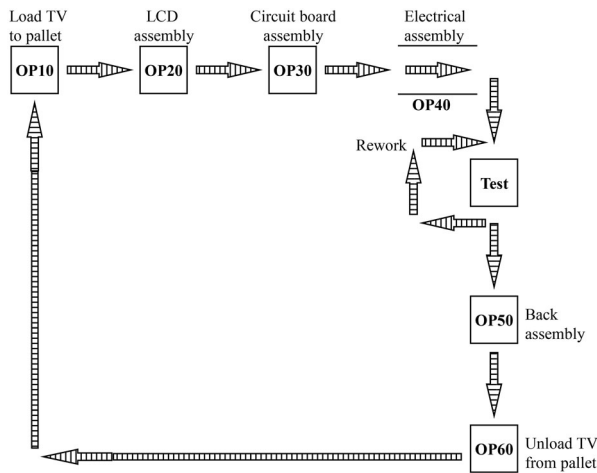 Load TV
to pallet
LCD
assembly
Circuit board
assembly
Electrical
assembly
OP10
OP20
OP30
OP40
Rework
Test
OP50
Back
assembly
OP60
Unload TV
from pallet